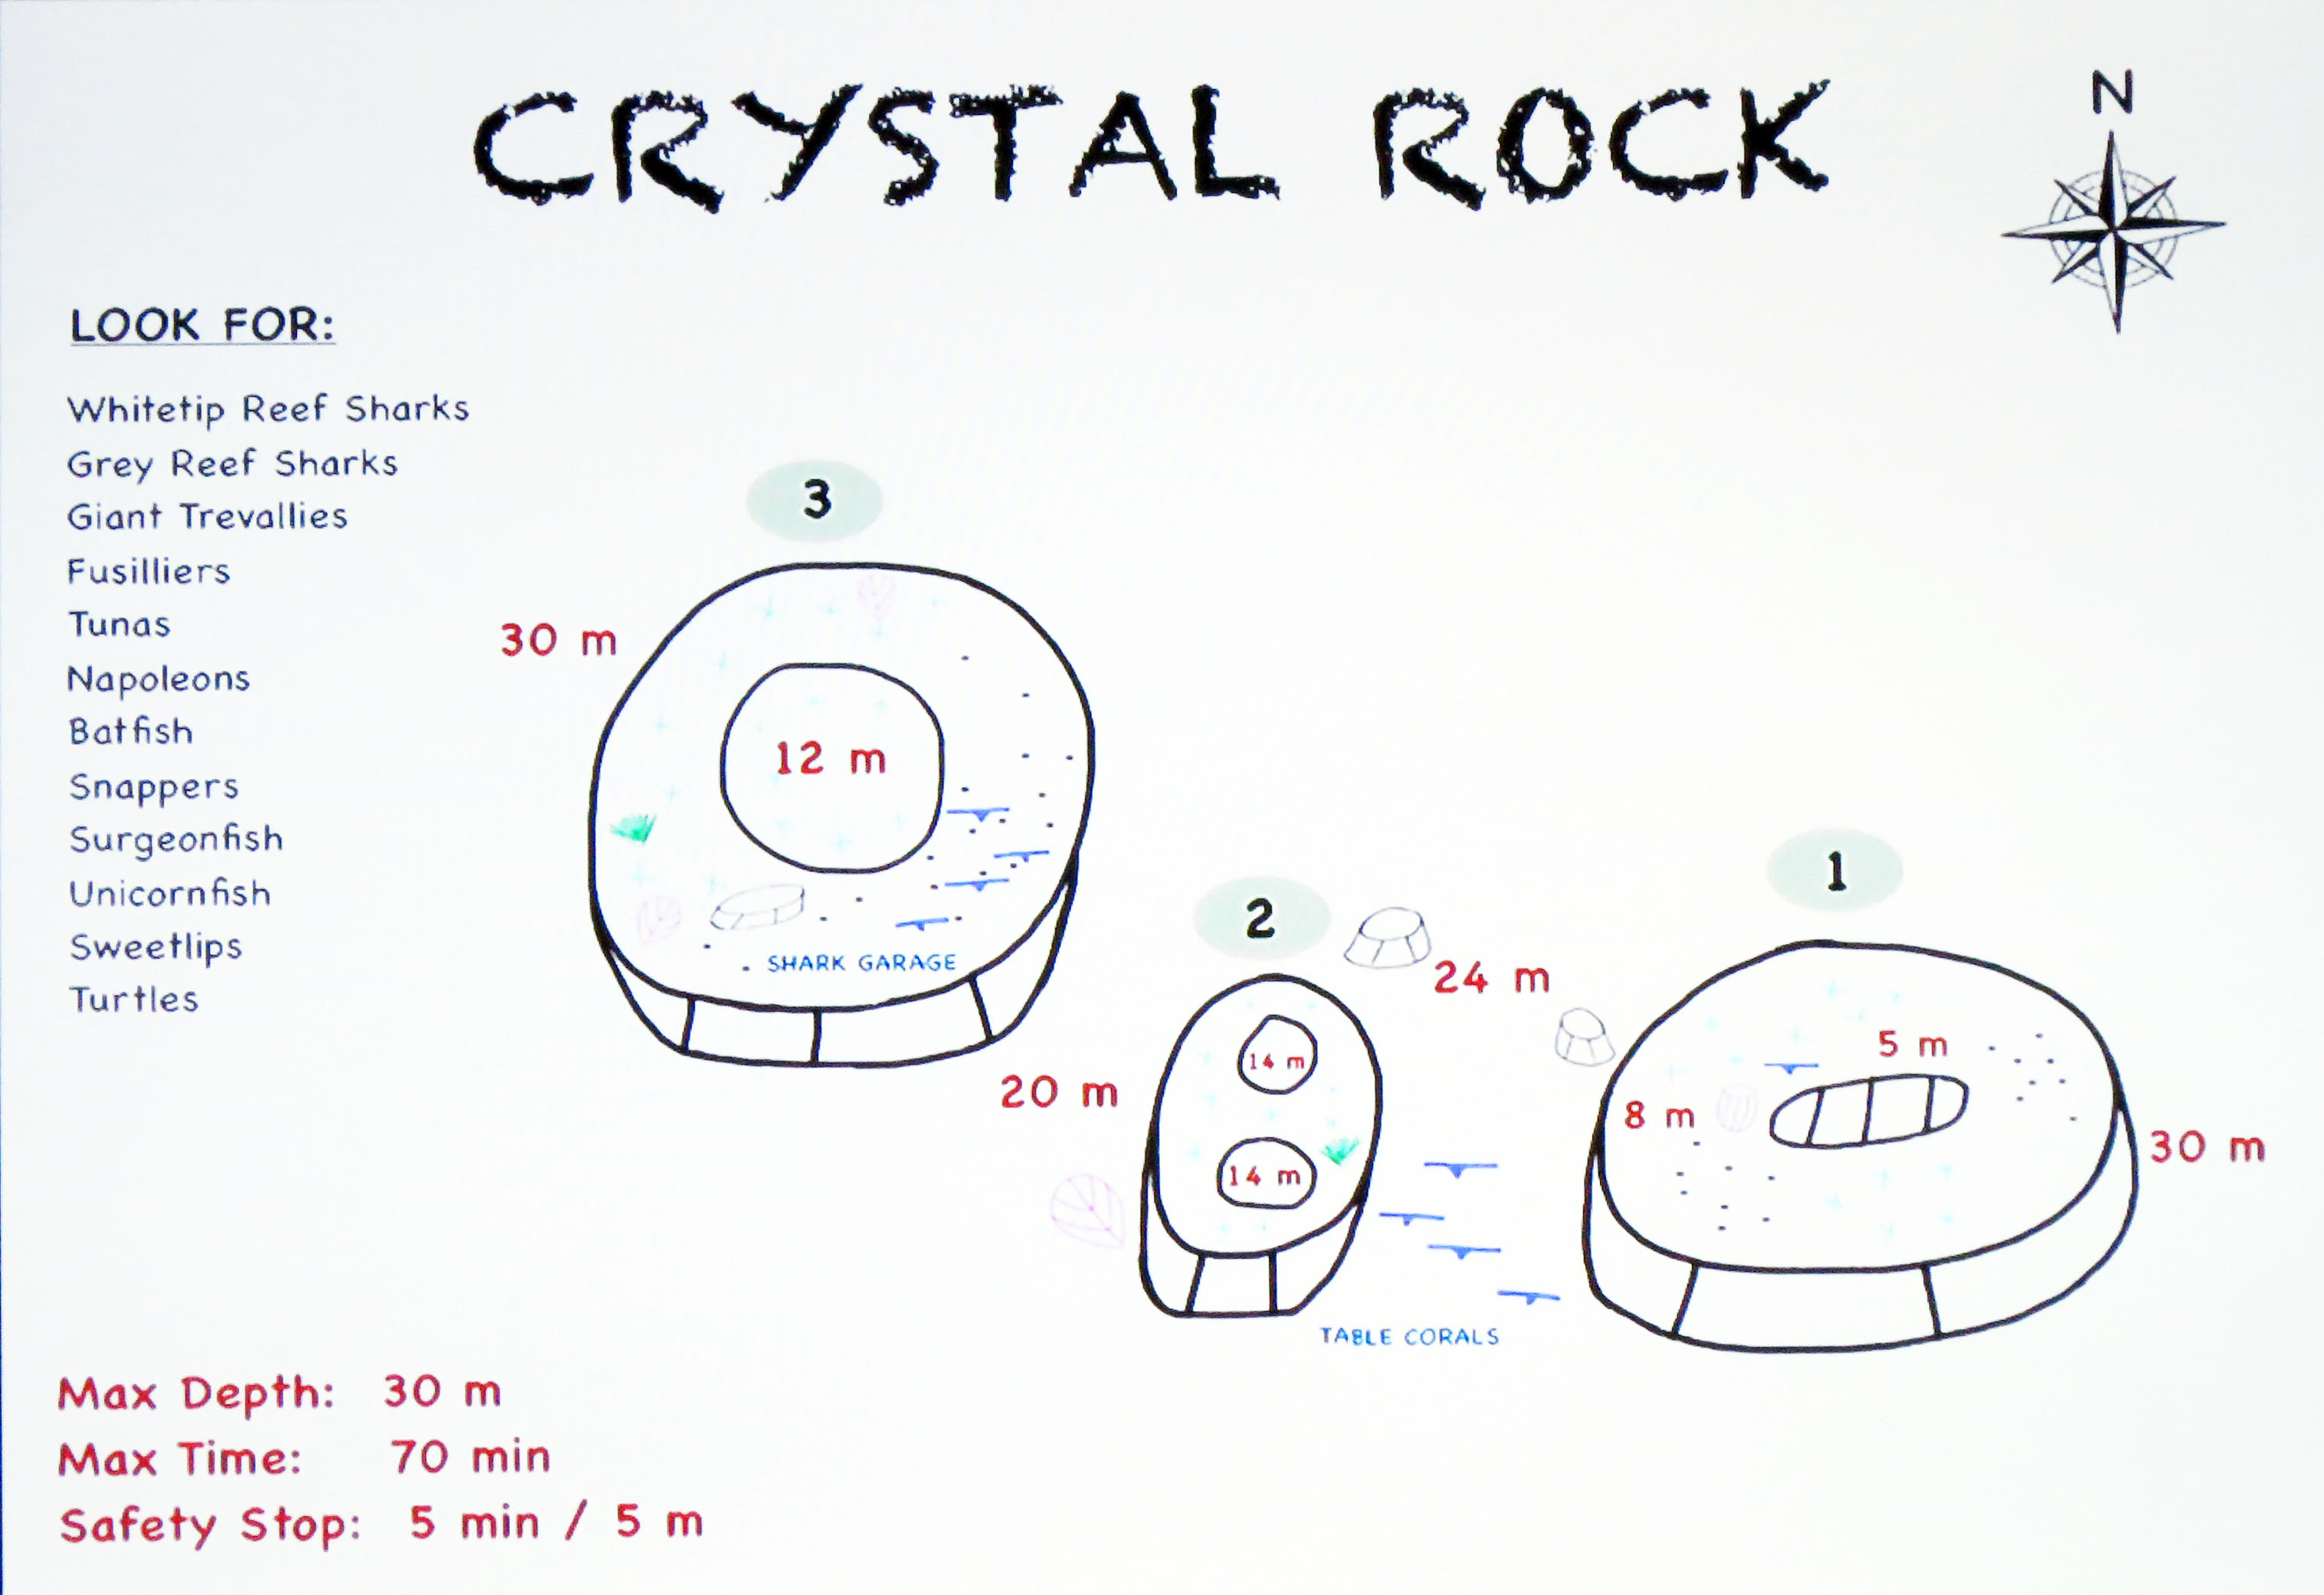 CRYSTAL ROCK
N
LOOK FOR:
Whitetip Reef Sharks
Grey Reef Sharks
Giant Trevallies
Fusilliers
Tunas
Napoleons
Batfish
Snappers
Surgeonfish
Unicornfish
Sweetlips
Turtles
3
30 m
12 m
SHARK GARAGE
2
24 m
14 m
20 m
14 m
TABLE CORALS
1
5 m
8 m
30 m
Max Depth: 30 m
Max Time: 70 min
Safety Stop: 5 min / 5 m